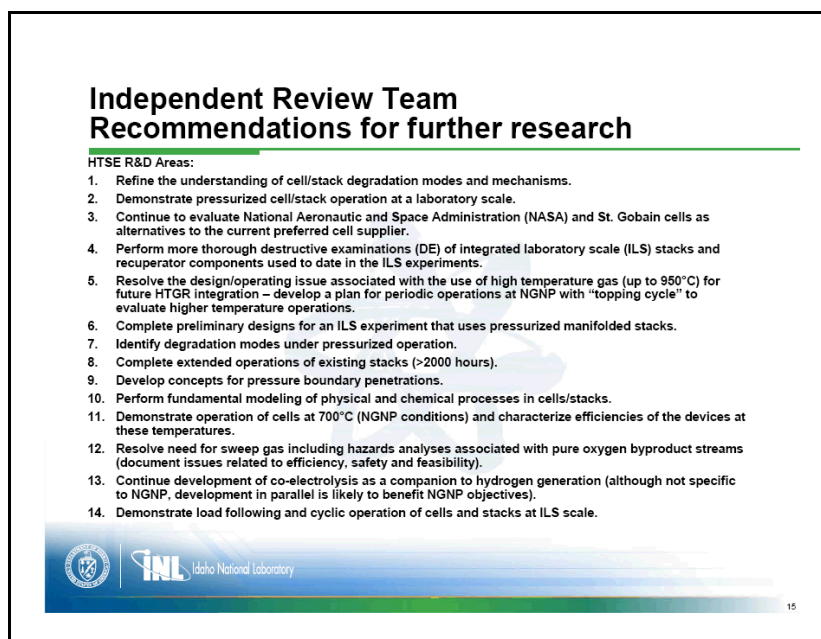 Independent Review Team
Recommendations for further research
HTSE R&D Areas:
1. Refine the understanding of cell/stack degradation modes and mechanisms.
2. Demonstrate pressurized cell/stack operation at a laboratory scale.
3. Continue to evaluate National Aeronautic and Space Administration (NASA) and St. Gobain cells as
alternatives to the current preferred cell supplier.
4. Perform more thorough destructive examinations (DE) of integrated laboratory scale (ILS) stacks and
recuperator components used to date in the ILS experiments.
5. Resolve the design/operating issue associated with the use of high temperature gas (up to 950°C) for
future HTGR integration – develop a plan for periodic operations at NGNP with “topping cycle” to
evaluate higher temperature operations.
6. Complete preliminary designs for an ILS experiment that uses pressurized manifolded stacks.
7. Identify degradation modes under pressurized operation.
8. Complete extended operations of existing stacks (>2000 hours).
9. Develop concepts for pressure boundary penetrations.
10. Perform fundamental modeling of physical and chemical processes in cells/stacks.
11. Demonstrate operation of cells at 700°C (NGNP conditions) and characterize efficiencies of the devices at
these temperatures.
12. Resolve need for sweep gas including hazards analyses associated with pure oxygen byproduct streams
(document issues related to efficiency, safety and feasibility).
13. Continue development of co-electrolysis as a companion to hydrogen generation (although not specific
to NGNP, development in parallel is likely to benefit NGNP objectives).
14. Demonstrate load following and cyclic operation of cells and stacks at ILS scale.
INL Idaho National Laboratory
15